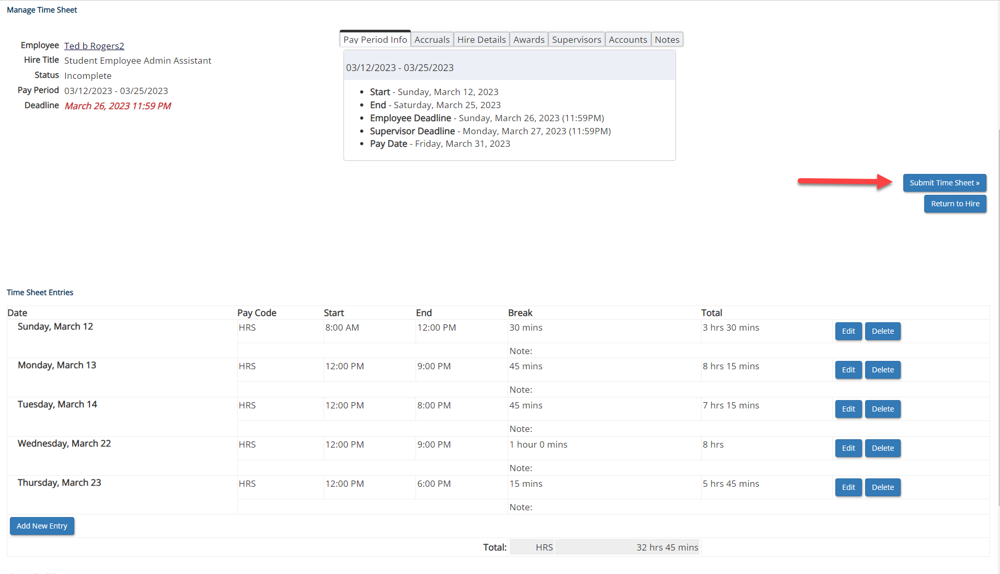 Manage Time Sheet
Employee Ted b Rogers2
Hire Title Student Employee Admin Assistant
Status Incomplete
Pay Period 03/12/2023 - 03/25/2023
Deadline March 26, 2023 11:59 PM
Pay Period Info Accruals Hire Details Awards Supervisors Accounts Notes
03/12/2023 - 03/25/2023
• Start - Sunday, March 12, 2023
• End - Saturday, March 25, 2023
• Employee Deadline - Sunday, March 26, 2023 (11:59PM)
• Supervisor Deadline - Monday, March 27, 2023 (11:59PM)
• Pay Date - Friday, March 31, 2023
Submit Time Sheet »
Return to Hire
Time Sheet Entries
Date Pay Code Start End Break Total
Sunday, March 12 HRS 8:00 AM 12:00 PM 30 mins 3 hrs 30 mins Edit Delete
Note:
Monday, March 13 HRS 12:00 PM 9:00 PM 45 mins 8 hrs 15 mins Edit Delete
Note:
Tuesday, March 14 HRS 12:00 PM 8:00 PM 45 mins 7 hrs 15 mins Edit Delete
Note:
Wednesday, March 22 HRS 12:00 PM 9:00 PM 1 hour 0 mins 8 hrs Edit Delete
Note:
Thursday, March 23 HRS 12:00 PM 6:00 PM 15 mins 5 hrs 45 mins Edit Delete
Note:
Add New Entry
Total: HRS 32 hrs 45 mins